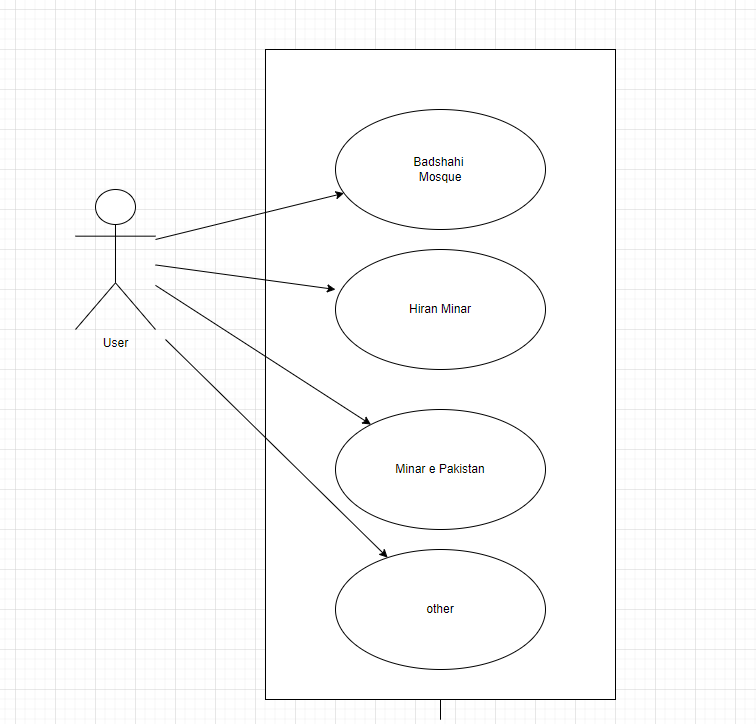 Badshahi
Mosque
Hiran Minar
User
Minar e Pakistan
other